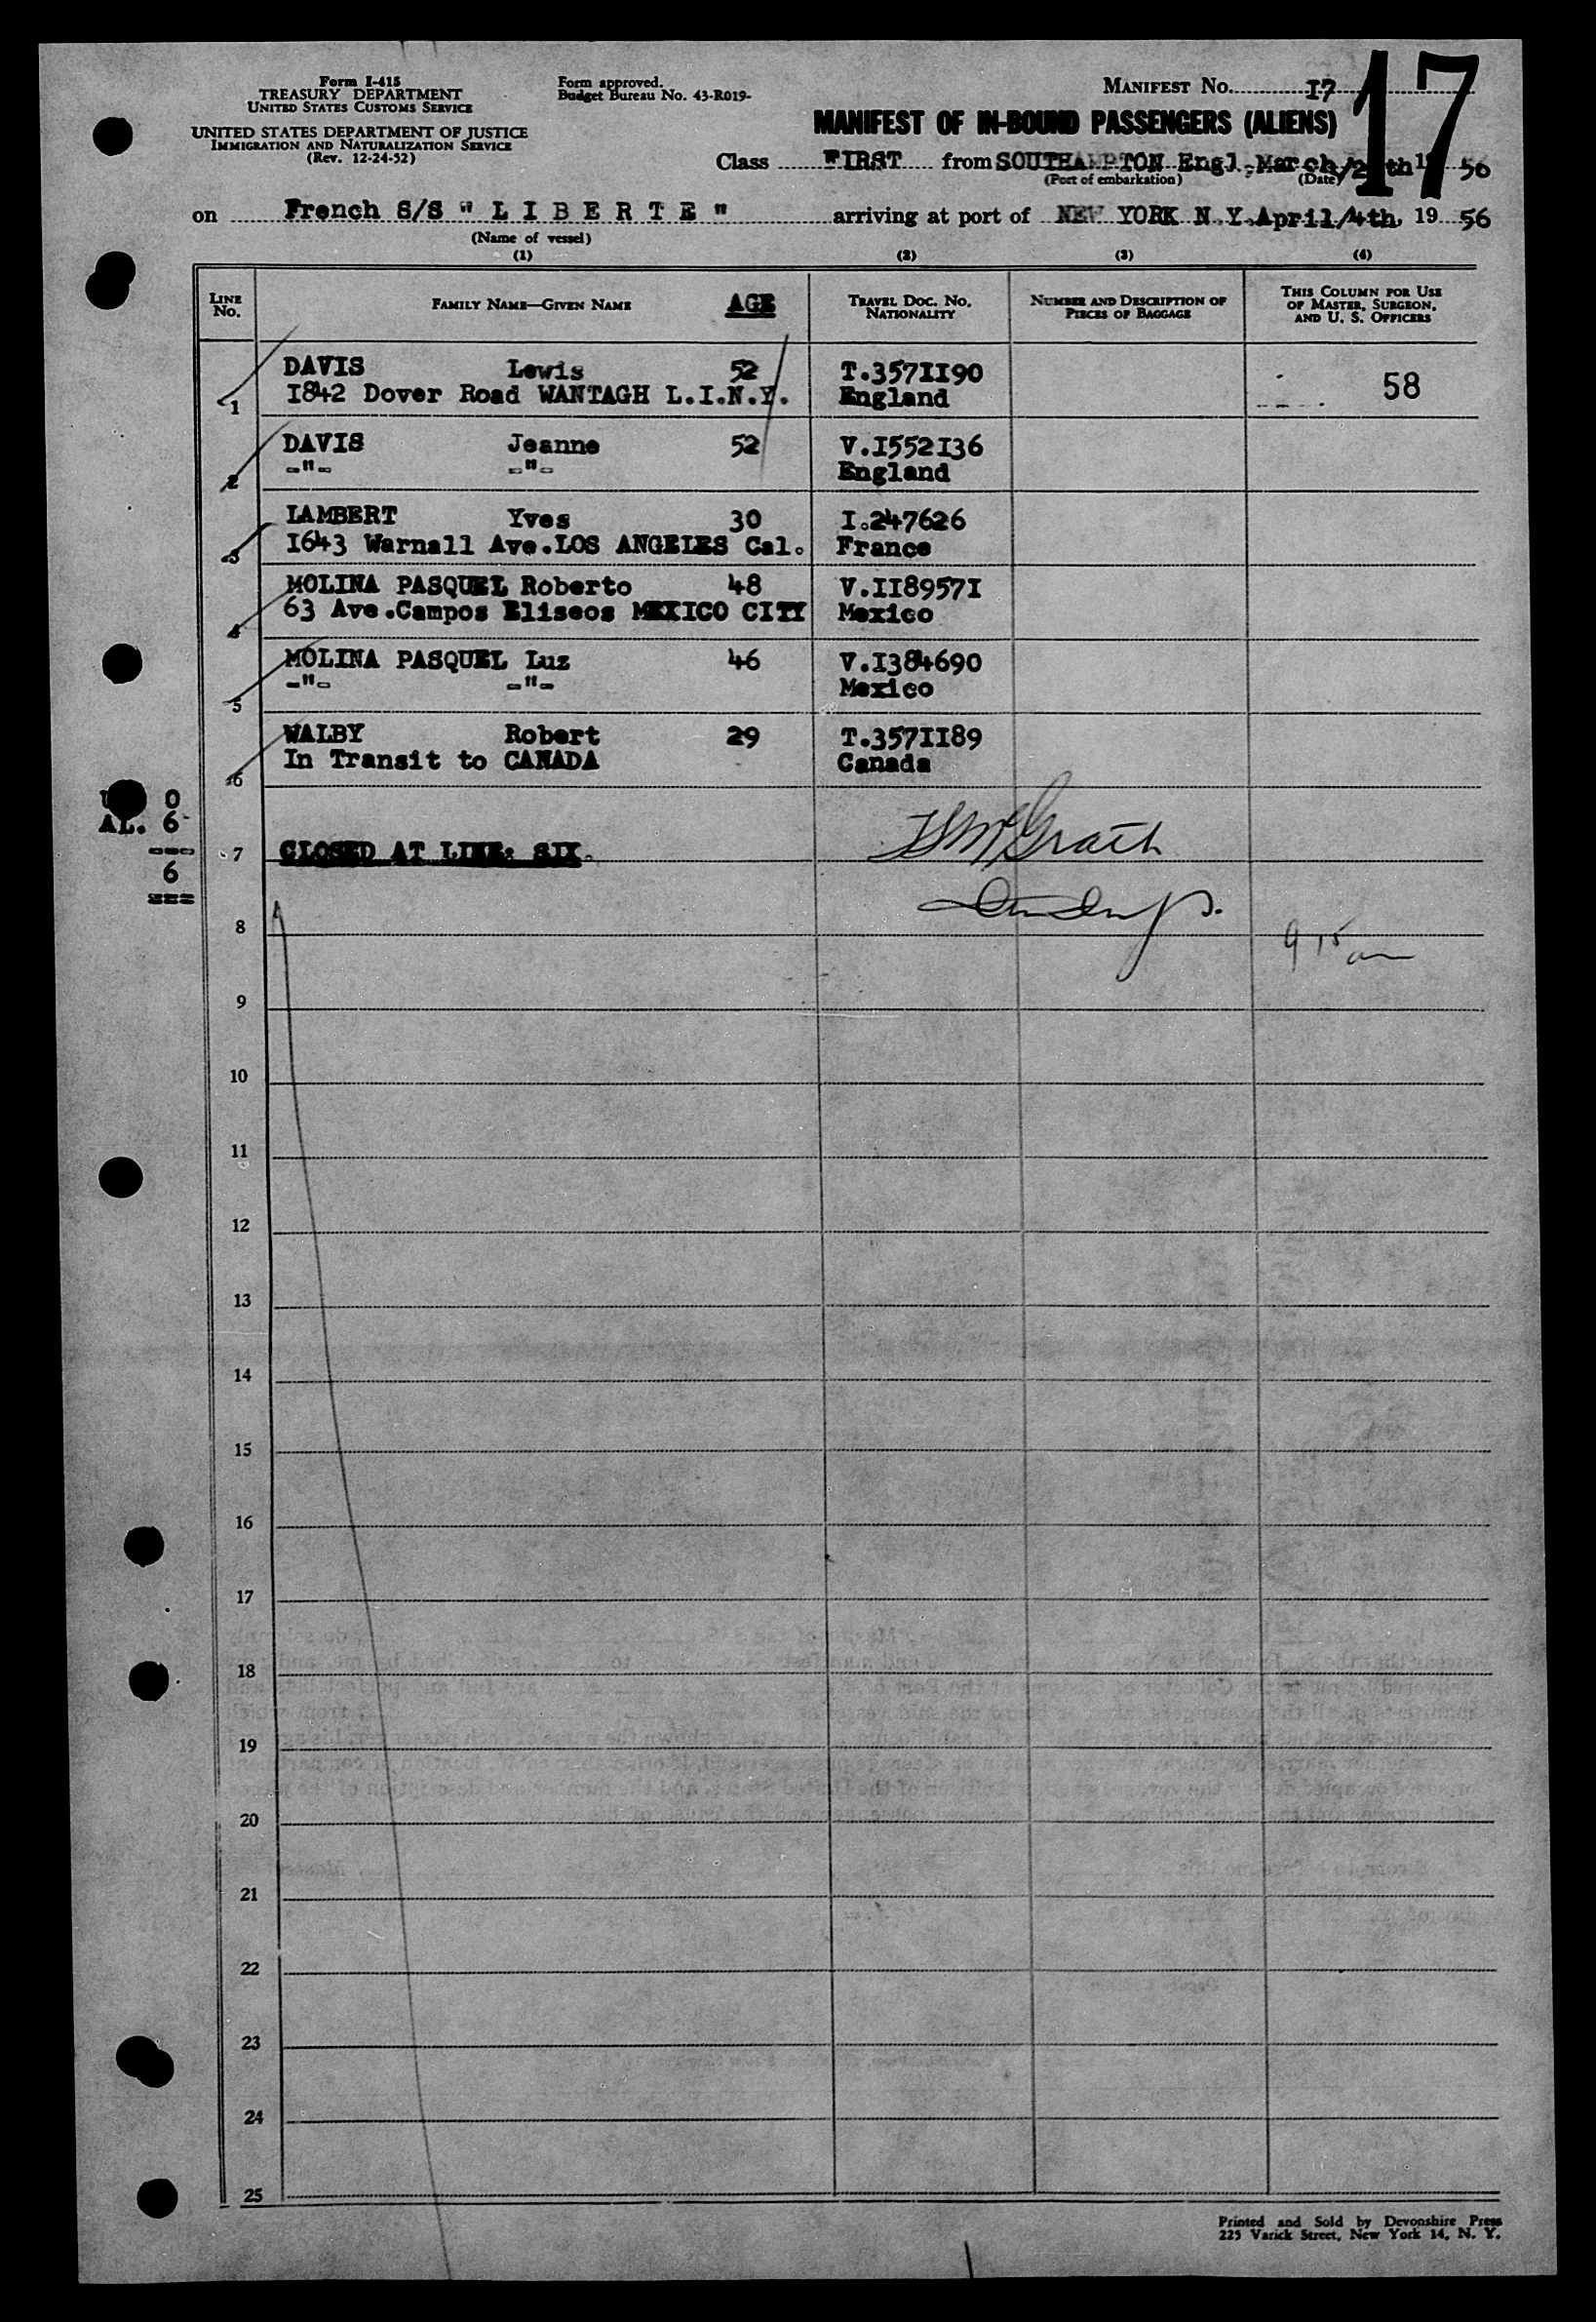 17
Form I-415
TREASURY DEPARTMENT
UNITED STATES CUSTOMS SERVICE
UNITED STATES DEPARTMENT OF JUSTICE
IMMIGRATION AND NATURALIZATION SERVICE
(Rev. 12-24-52)
Form approved.
Budget Bureau No. 43-R019-
MANIFEST NO. I7
MANIFEST OF IN-BOUND PASSENGERS (ALIENS)
Class FIRST from SOUTHAMPTON Engl. March th 56
(Port of embarkation) (Date)
on French S/S " L I B E R T E " arriving at port of NEW YORK N.Y. April/4th, 19 56
(Name of vessel)
(1) (2) (3) (4)
LINE NO. FAMILY NAME—GIVEN NAME AGE TRAVEL DOC. NO. NATIONALITY NUMBER AND DESCRIPTION OF PIECES OF BAGGAGE THIS COLUMN FOR USE OF MASTER, SURGEON, AND U. S. OFFICERS
DAVIS Lewis 52 T.357II90 58
1 I842 Dover Road WANTAGH L.I.N.Y. England
DAVIS Jeanne 52 V.I552I36
2 -"- -"- England
LAMBERT Yves 30 I.247626
3 I643 Warnall Ave.LOS ANGELES Cal. France
MOLINA PASQUEL Roberto 48 V.II8957I
4 63 Ave.Campos Eliseos MEXICO CITY Mexico
MOLINA PASQUEL Luz 46 V.I384690
5 -"- -"- Mexico
WALBY Robert 29 T.357II89
6 In Transit to CANADA Canada
0
AL. 6
---
6
===
7 CLOSED AT LINE: SIX. McGrath
8 9 15 am
9
10
11
12
13
14
15
16
17
18
19
20
21
22
23
24
25
Printed and Sold by Devonshire Press
225 Varick Street, New York 14, N. Y.